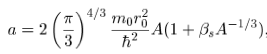 a = 2 \left( \frac{\pi}{3} \right)^{4/3} \frac{m_0 r_0^2}{\hbar^2} A(1 + \beta_s A^{-1/3}),